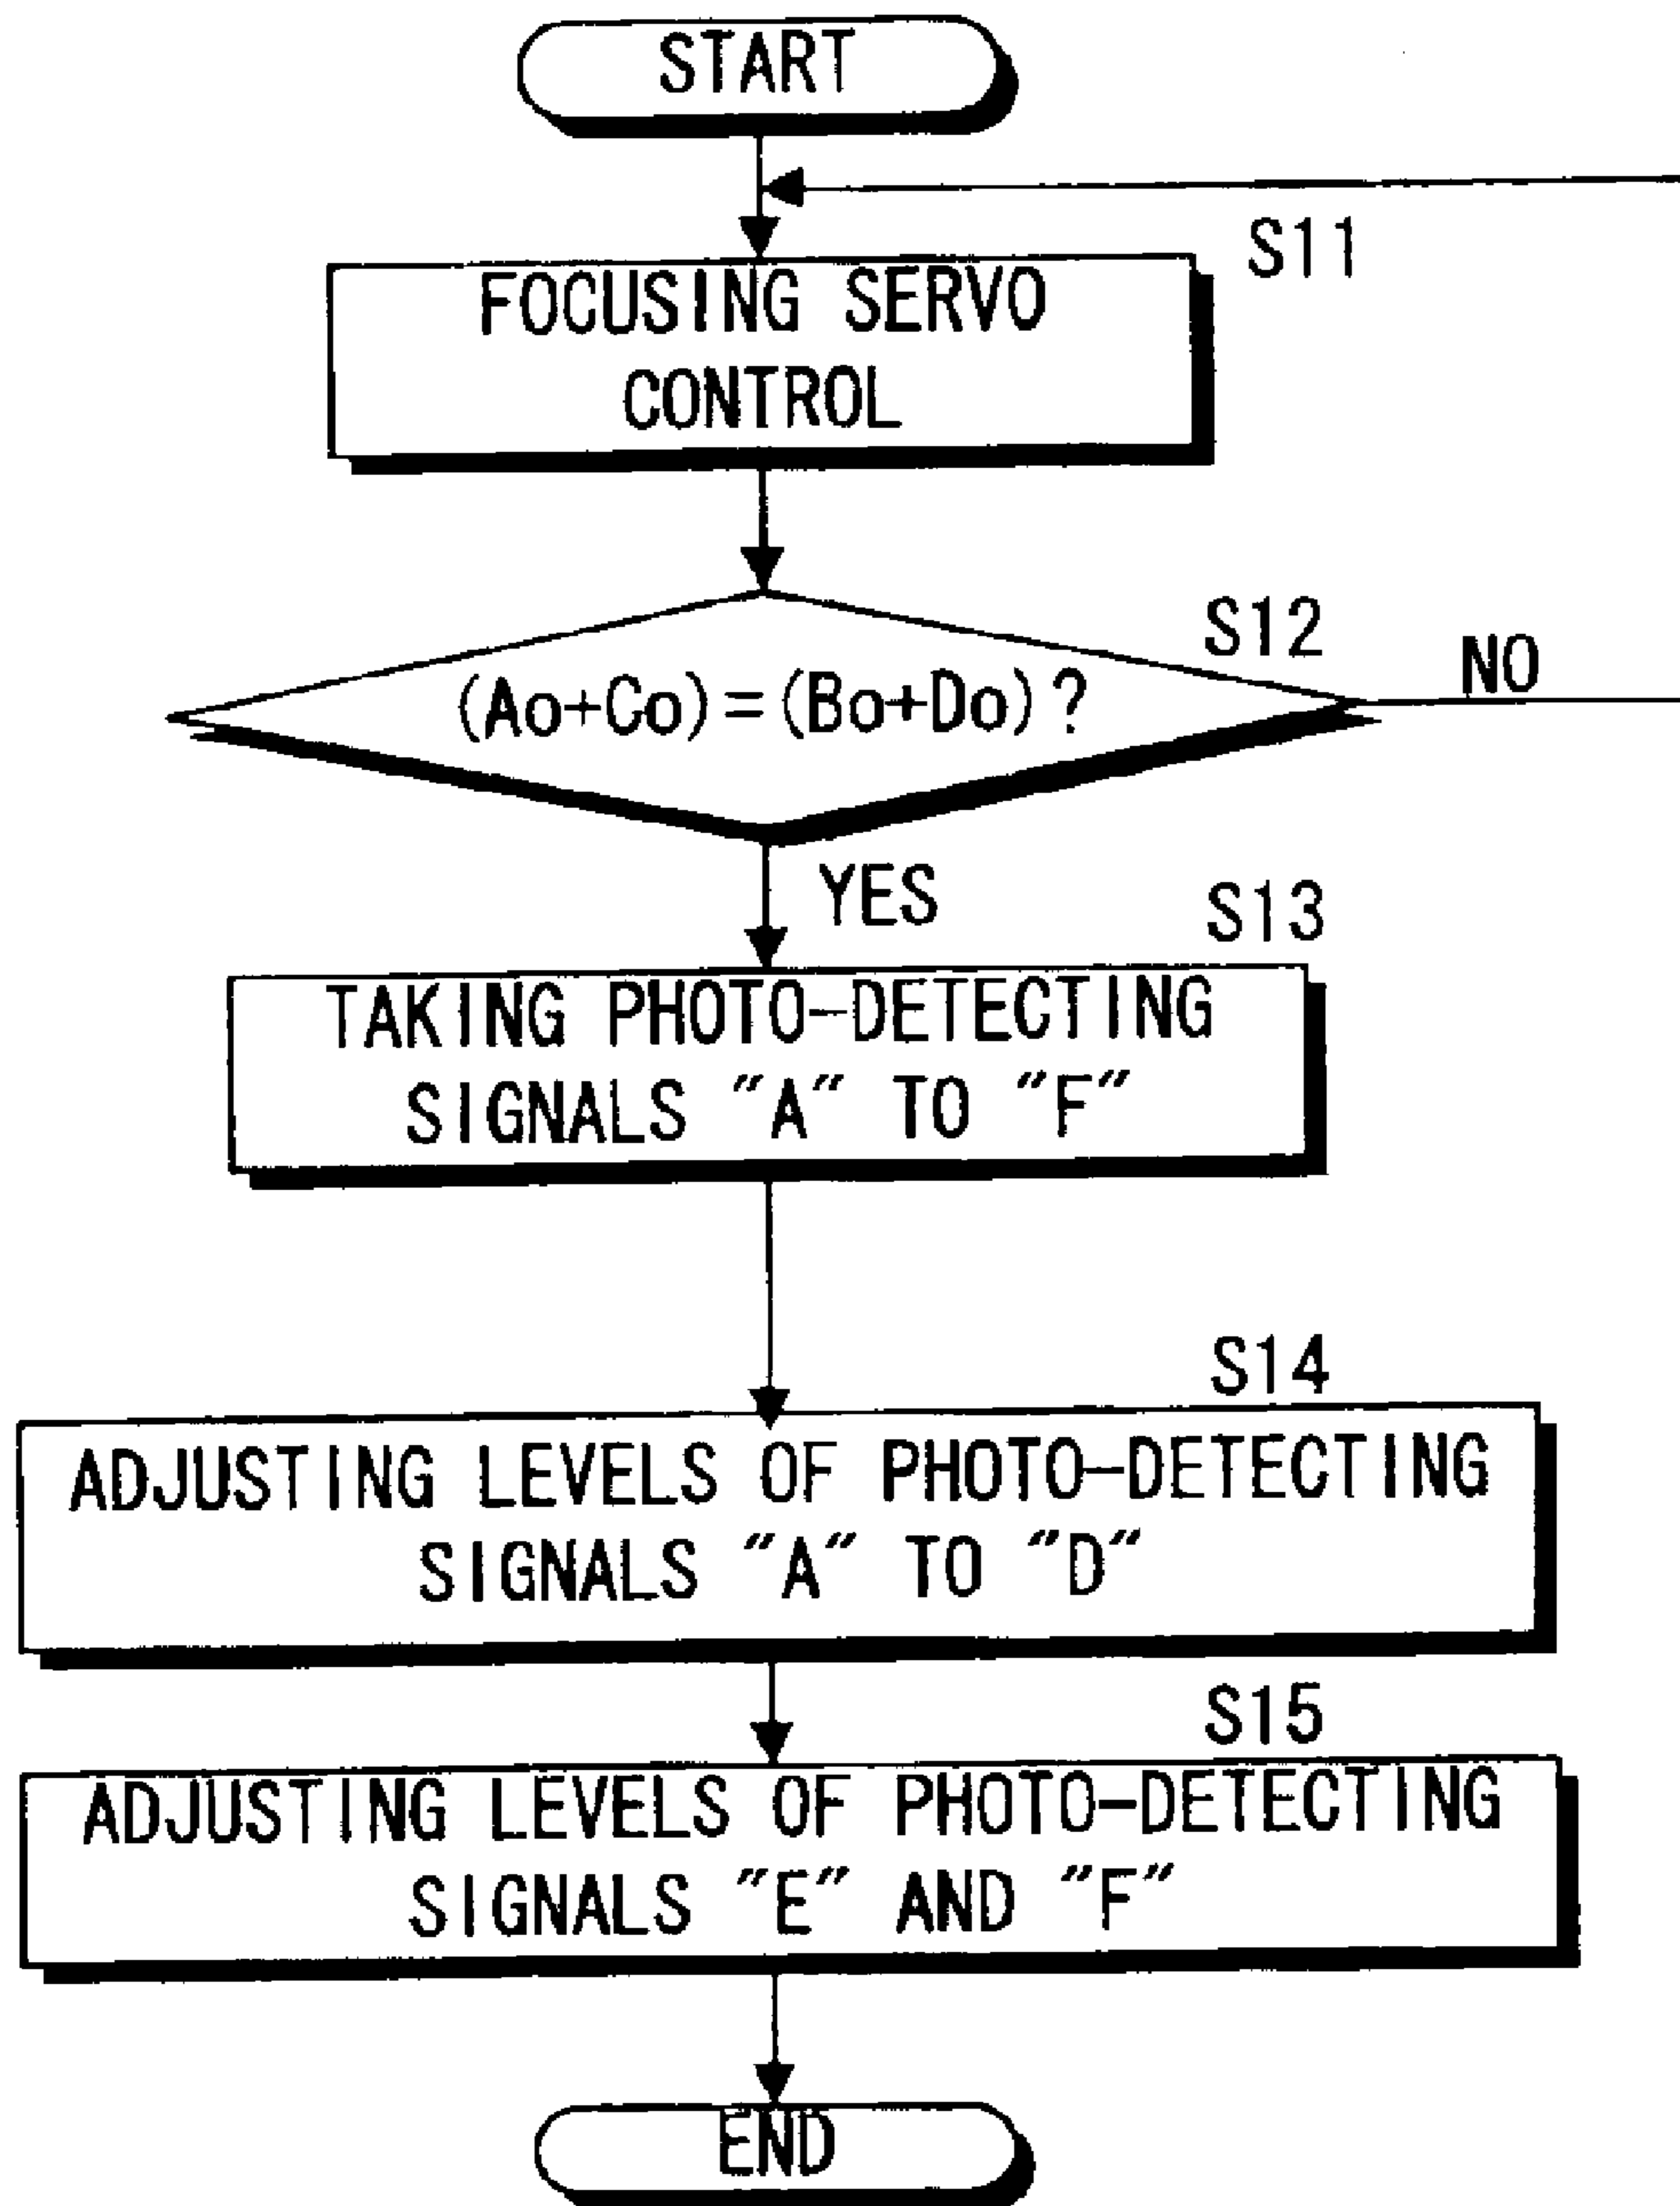 START
S11
FOCUSING SERVO
CONTROL
S12
NO
(Ao+Co)=(Bo+Do)?
YES
S13
TAKING PHOTO-DETECTING
SIGNALS "A" TO "F"
S14
ADJUSTING LEVELS OF PHOTO-DETECTING
SIGNALS "A" TO "D"
S15
ADJUSTING LEVELS OF PHOTO-DETECTING
SIGNALS "E" AND "F"
END